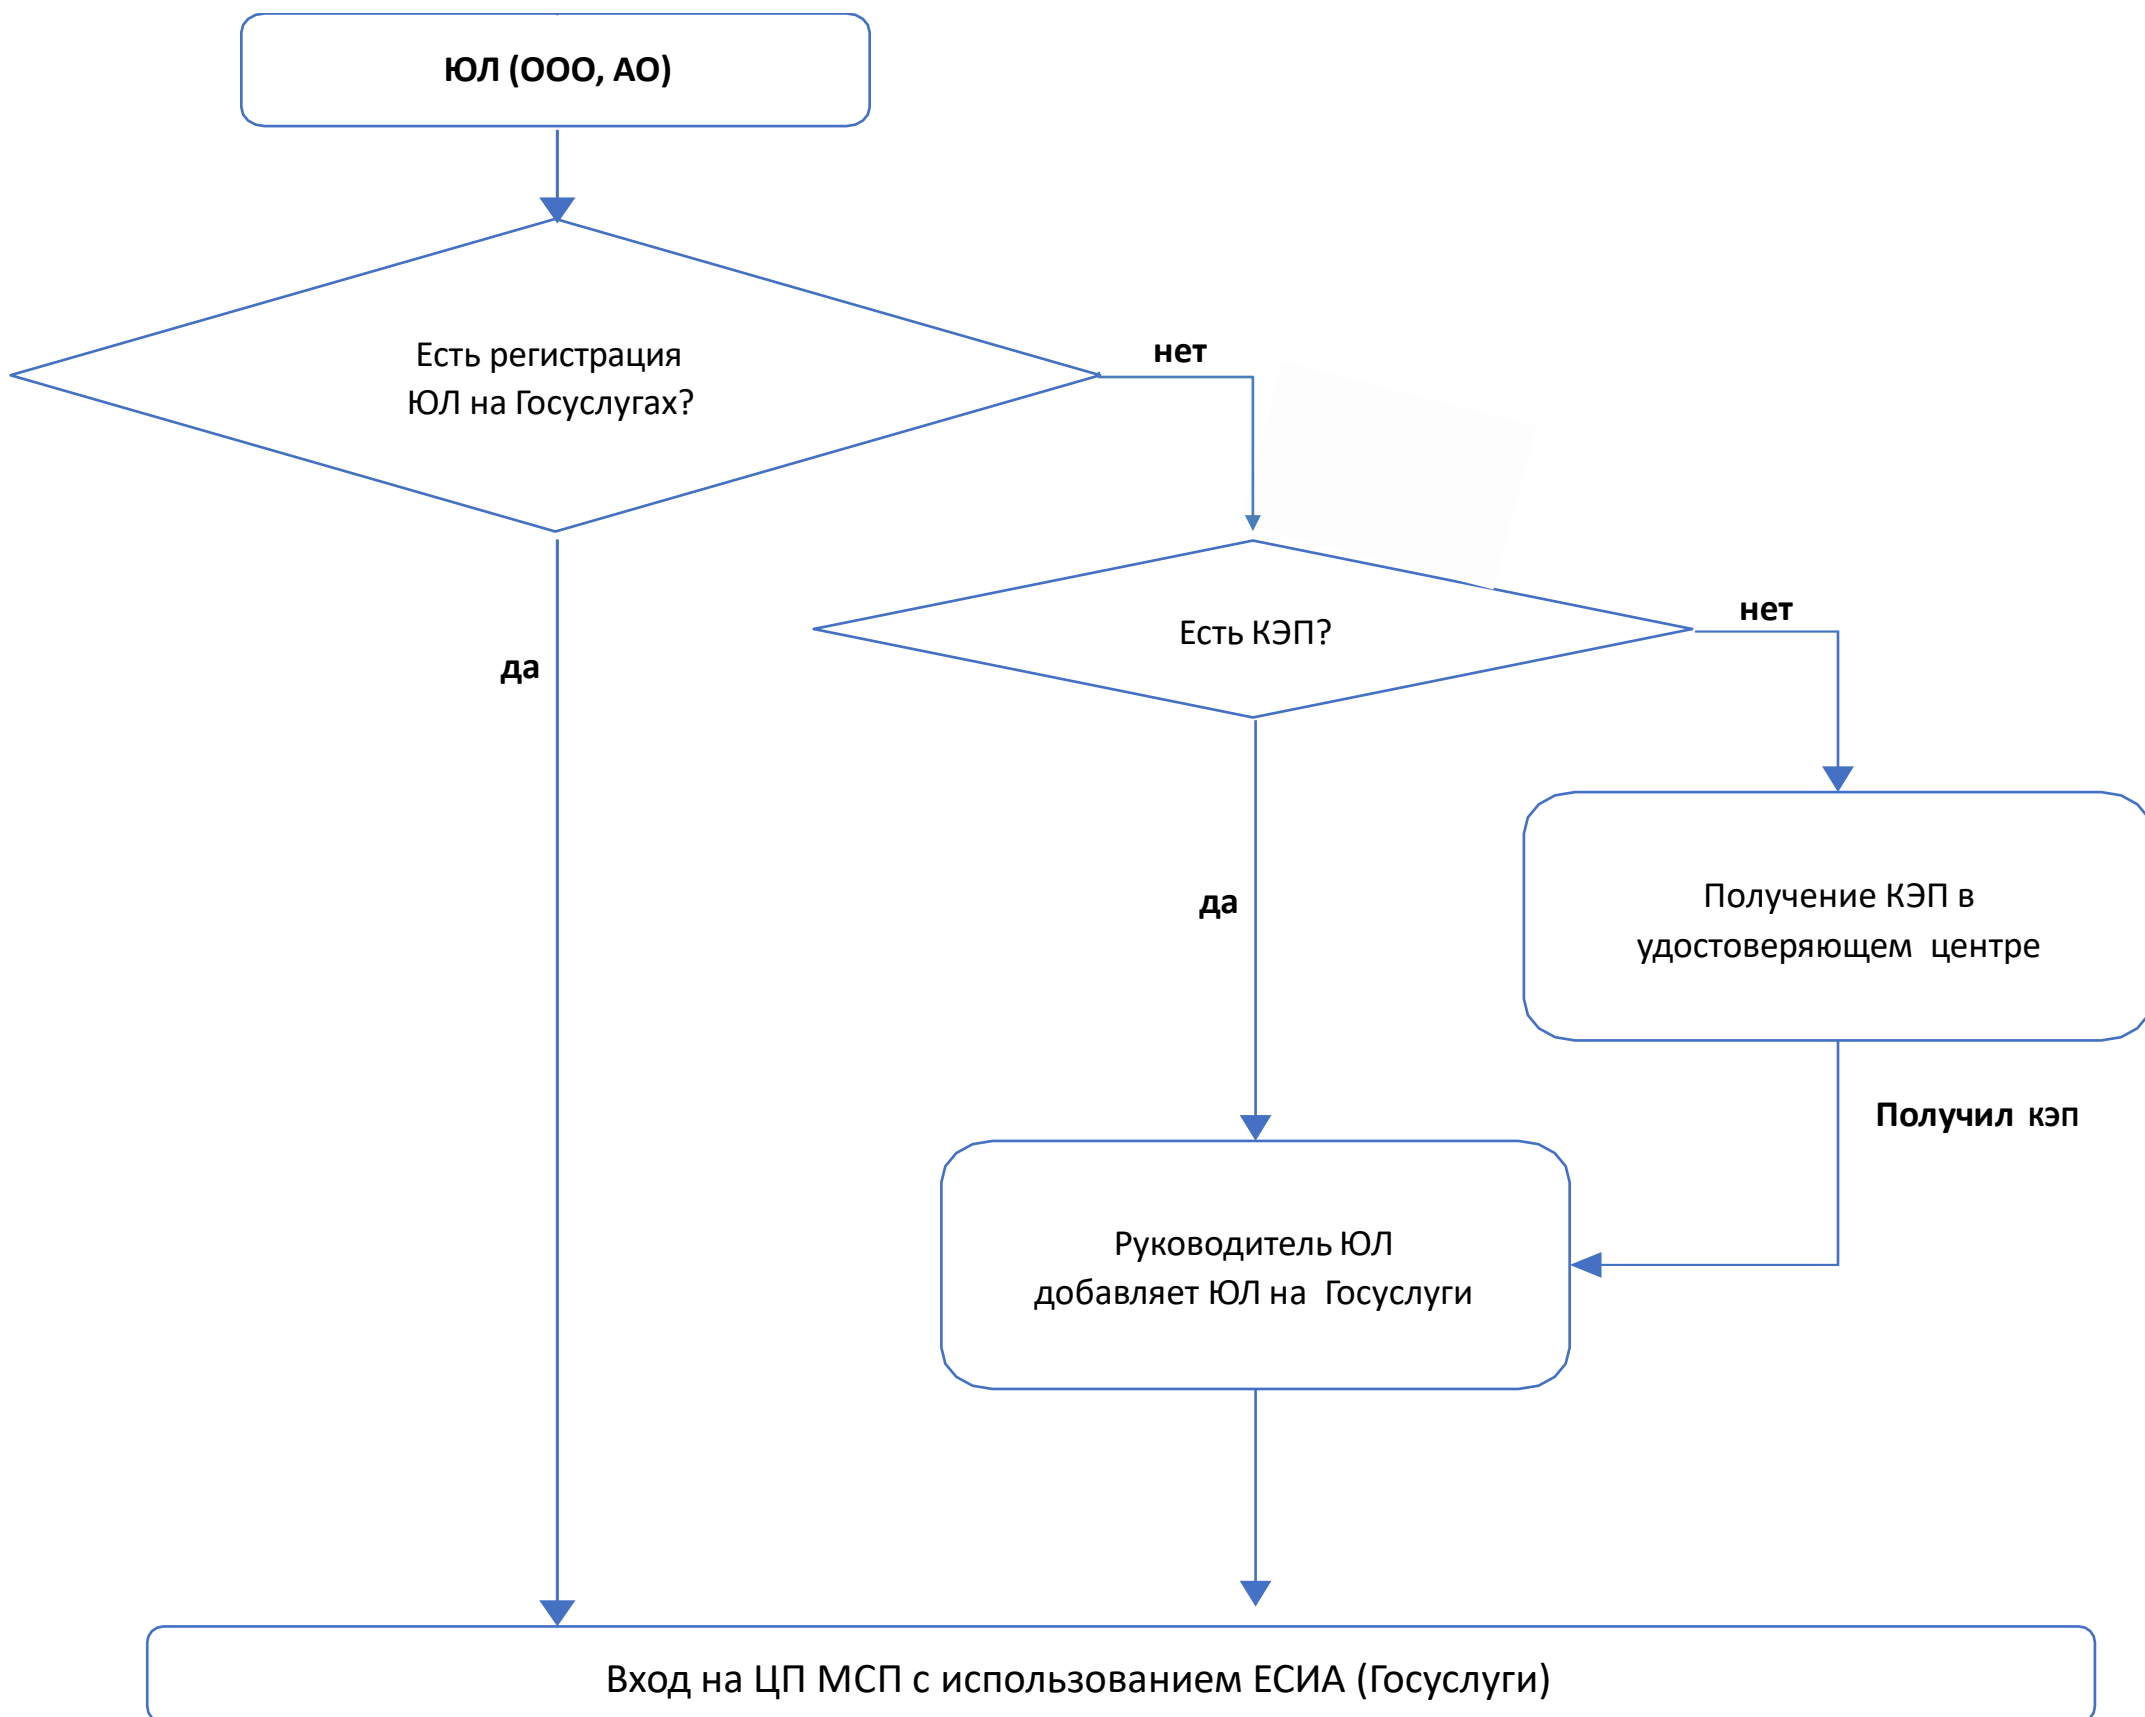 ЮЛ (ООО, АО)
Есть регистрация
ЮЛ на Госуслугах?
нет
Есть КЭП?
нет
да
да
Получение КЭП в
удостоверяющем центре
Получил кэп
Руководитель ЮЛ
добавляет ЮЛ на Госуслуги
Вход на ЦП МСП с использованием ЕСИА (Госуслуги)